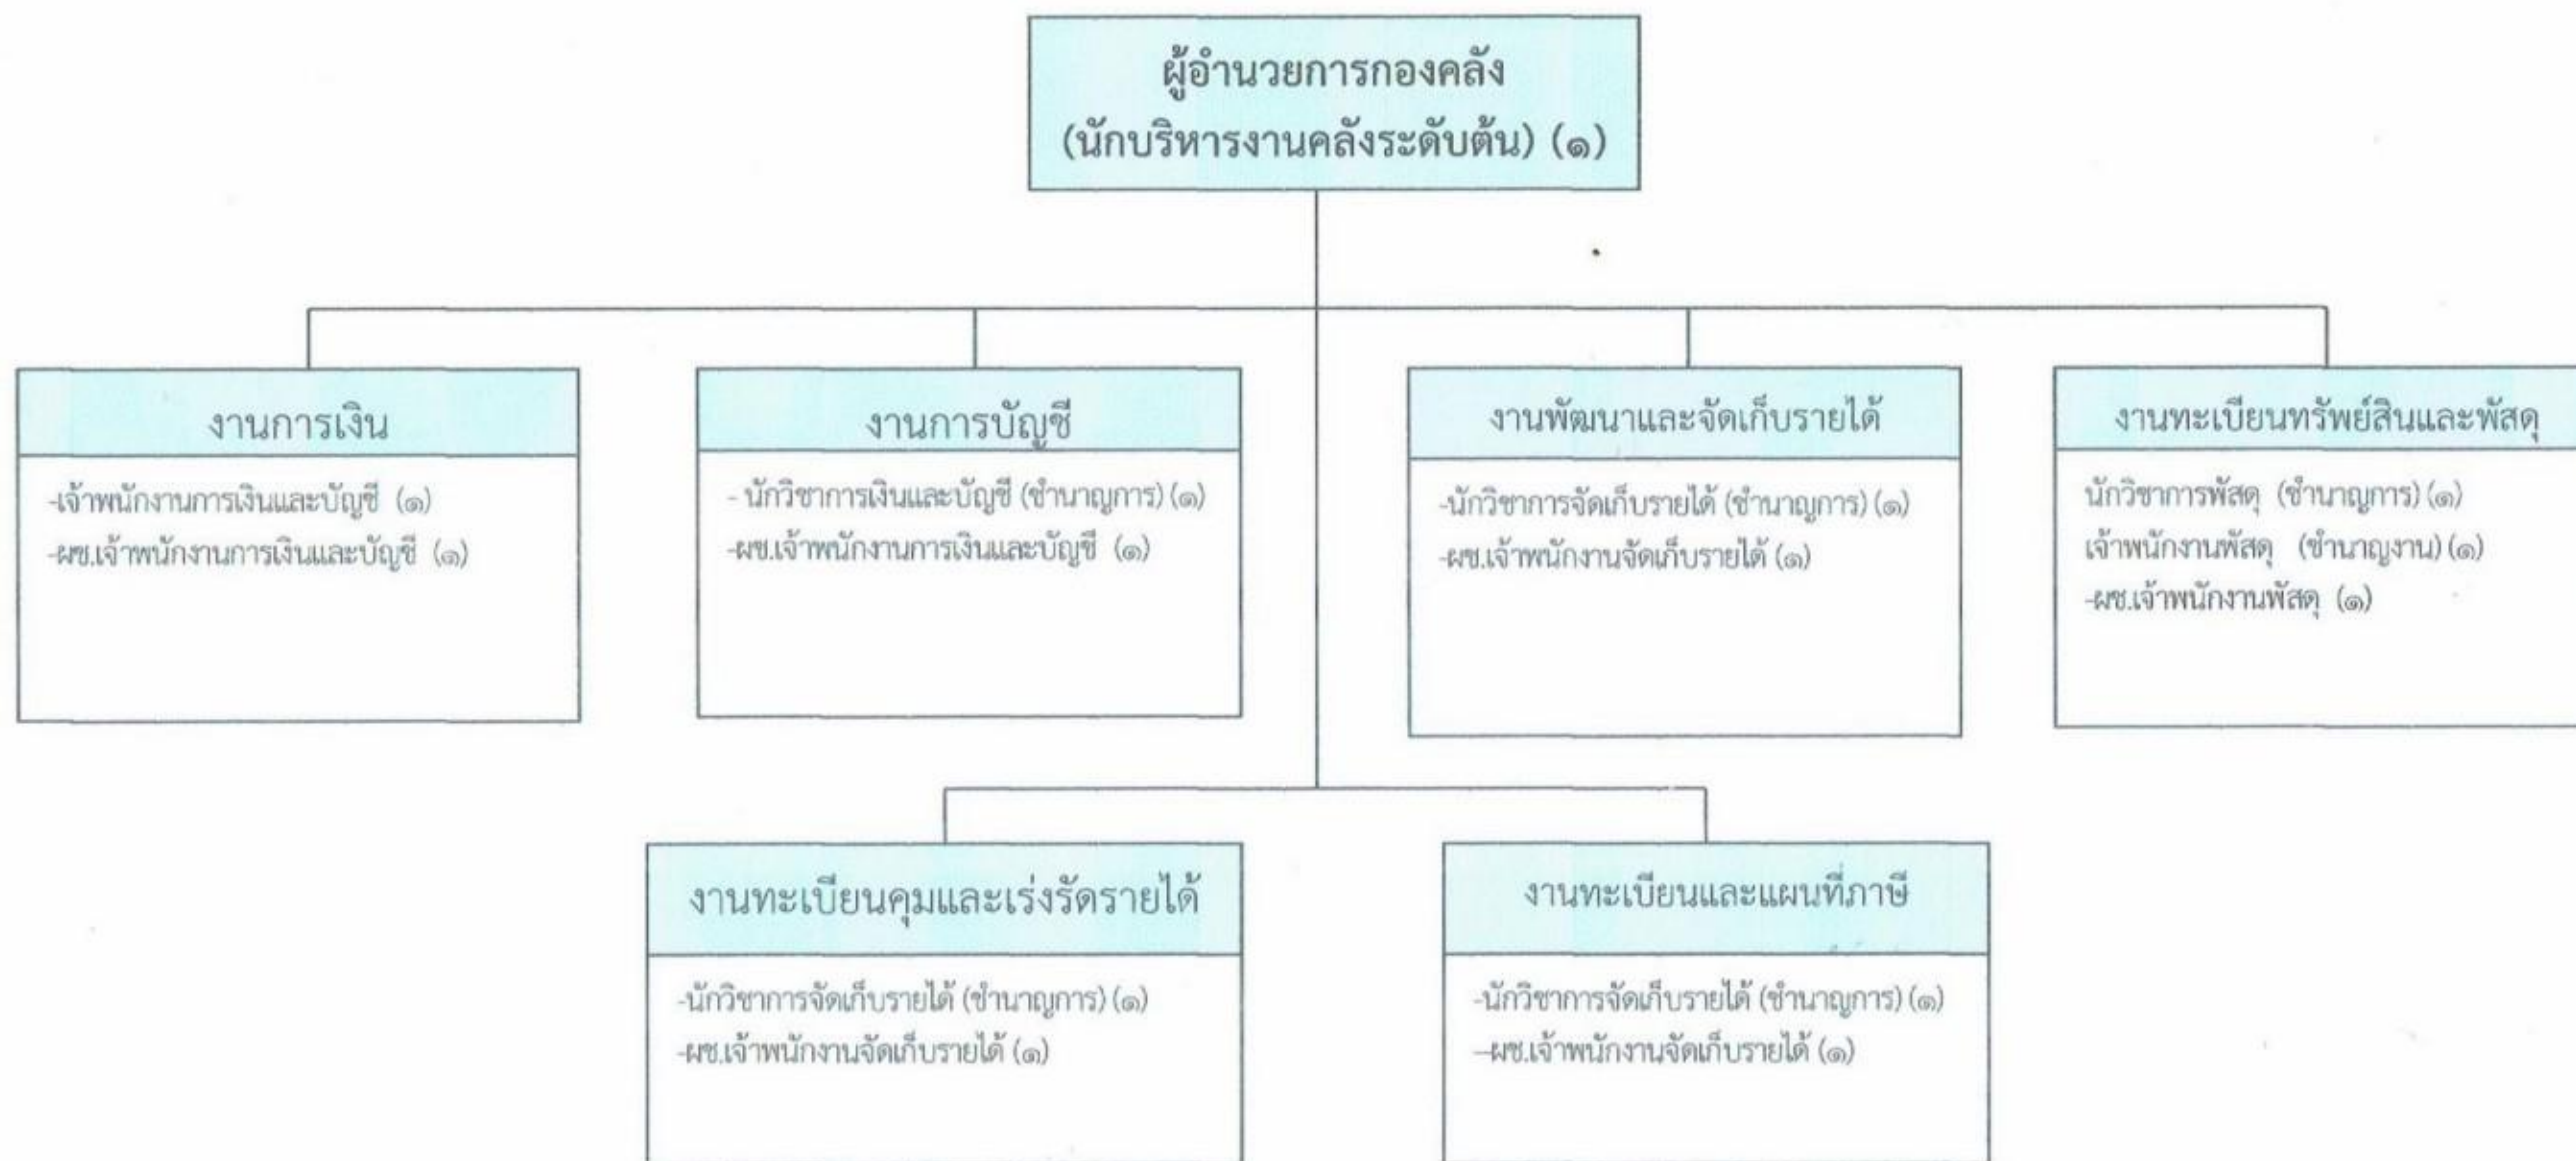 ผู้อำนวยการกองคลัง
(นักบริหารงานคลังระดับต้น) (๑)
งานการเงิน
-เจ้าพนักงานการเงินและบัญชี (๑)
-ผช.เจ้าพนักงานการเงินและบัญชี (๑)
งานการบัญชี
- นักวิชาการเงินและบัญชี (ชำนาญการ) (๑)
-ผช.เจ้าพนักงานการเงินและบัญชี (๑)
งานพัฒนาและจัดเก็บรายได้
-นักวิชาการจัดเก็บรายได้ (ชำนาญการ) (๑)
-ผช.เจ้าพนักงานจัดเก็บรายได้ (๑)
งานทะเบียนทรัพย์สินและพัสดุ
นักวิชาการพัสดุ (ชำนาญการ) (๑)
เจ้าพนักงานพัสดุ (ชำนาญงาน) (๑)
-ผช.เจ้าพนักงานพัสดุ (๑)
งานทะเบียนคุมและเร่งรัดรายได้
-นักวิชาการจัดเก็บรายได้ (ชำนาญการ) (๑)
-ผช.เจ้าพนักงานจัดเก็บรายได้ (๑)
งานทะเบียนและแผนที่ภาษี
-นักวิชาการจัดเก็บรายได้ (ชำนาญการ) (๑)
–ผช.เจ้าพนักงานจัดเก็บรายได้ (๑)